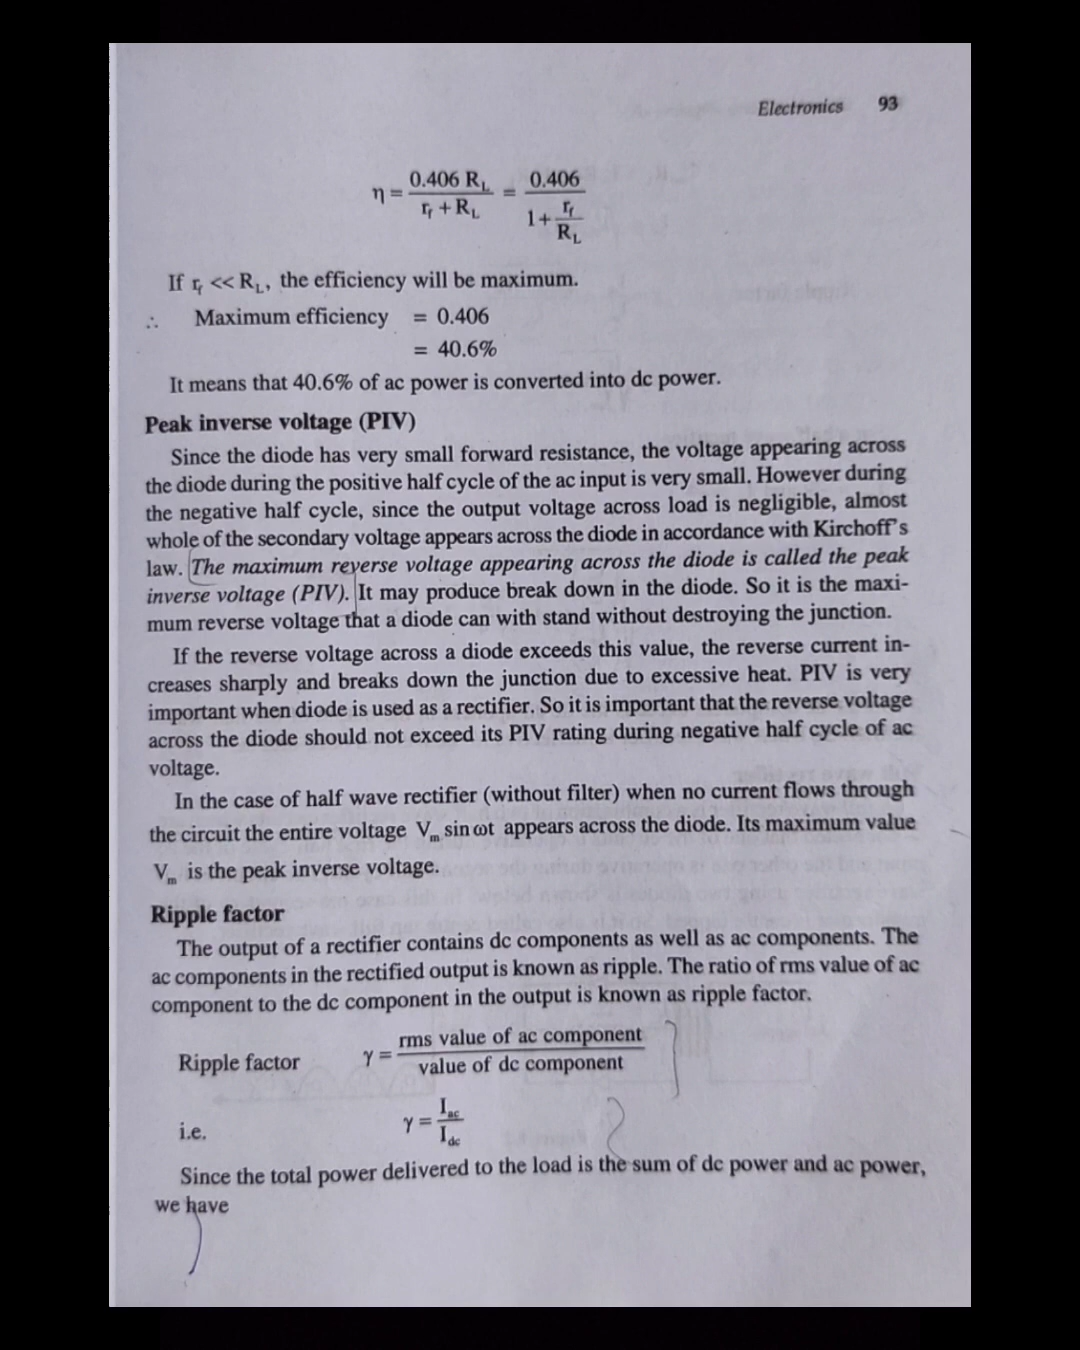 Electronics 93
η = 0.406 R_L / (r_f + R_L) = 0.406 / (1 + r_f / R_L)
If r_f << R_L, the efficiency will be maximum.
∴ Maximum efficiency = 0.406
= 40.6%
It means that 40.6% of ac power is converted into dc power.
Peak inverse voltage (PIV)
Since the diode has very small forward resistance, the voltage appearing across
the diode during the positive half cycle of the ac input is very small. However during
the negative half cycle, since the output voltage across load is negligible, almost
whole of the secondary voltage appears across the diode in accordance with Kirchoff's
law. The maximum reverse voltage appearing across the diode is called the peak
inverse voltage (PIV). It may produce break down in the diode. So it is the maxi-
mum reverse voltage that a diode can with stand without destroying the junction.
If the reverse voltage across a diode exceeds this value, the reverse current in-
creases sharply and breaks down the junction due to excessive heat. PIV is very
important when diode is used as a rectifier. So it is important that the reverse voltage
across the diode should not exceed its PIV rating during negative half cycle of ac
voltage.
In the case of half wave rectifier (without filter) when no current flows through
the circuit the entire voltage V_m sin ωt appears across the diode. Its maximum value
V_m is the peak inverse voltage.
Ripple factor
The output of a rectifier contains dc components as well as ac components. The
ac components in the rectified output is known as ripple. The ratio of rms value of ac
component to the dc component in the output is known as ripple factor.
Ripple factor γ = rms value of ac component / value of dc component
i.e. γ = I_ac / I_dc
Since the total power delivered to the load is the sum of dc power and ac power,
we have